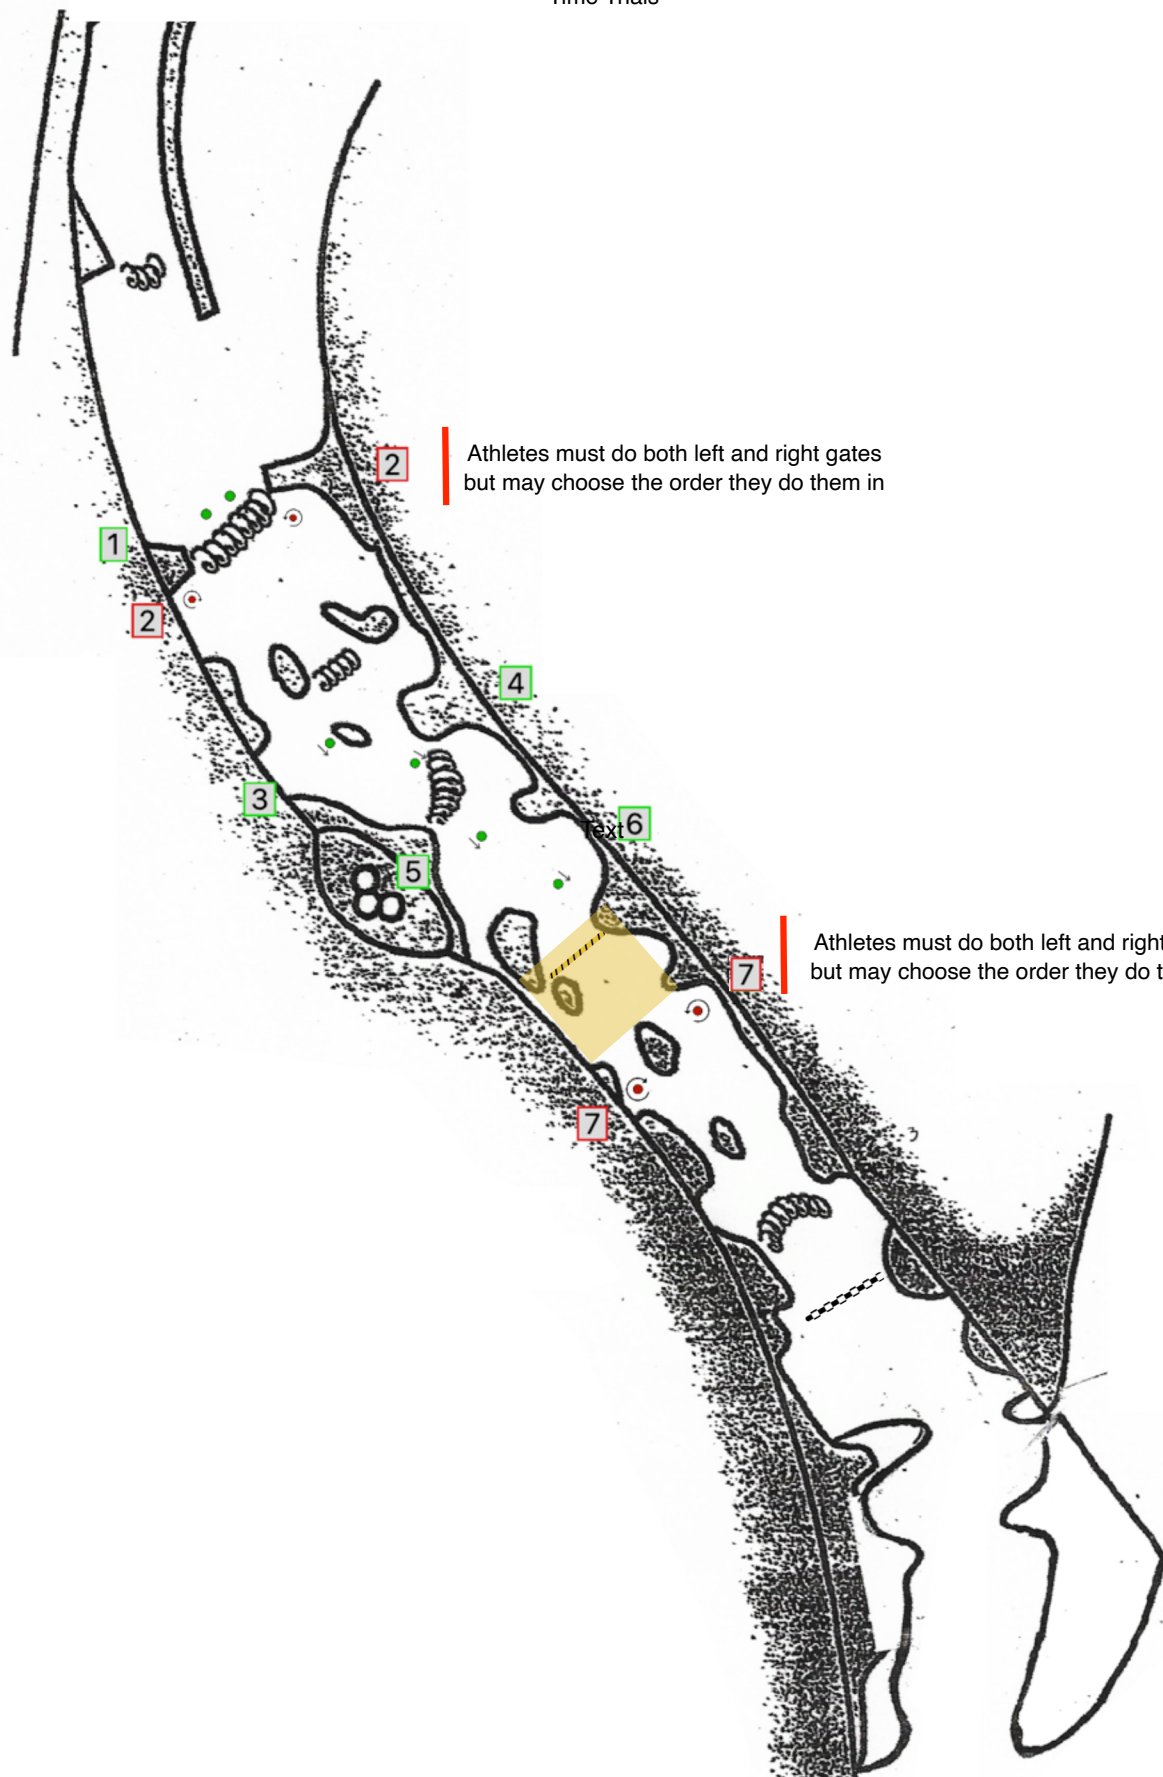 Time Trials
2
Athletes must do both left and right gates
but may choose the order they do them in
1
2
4
3
Text
6
5
Athletes must do both left and right
7
but may choose the order they do t
7
3